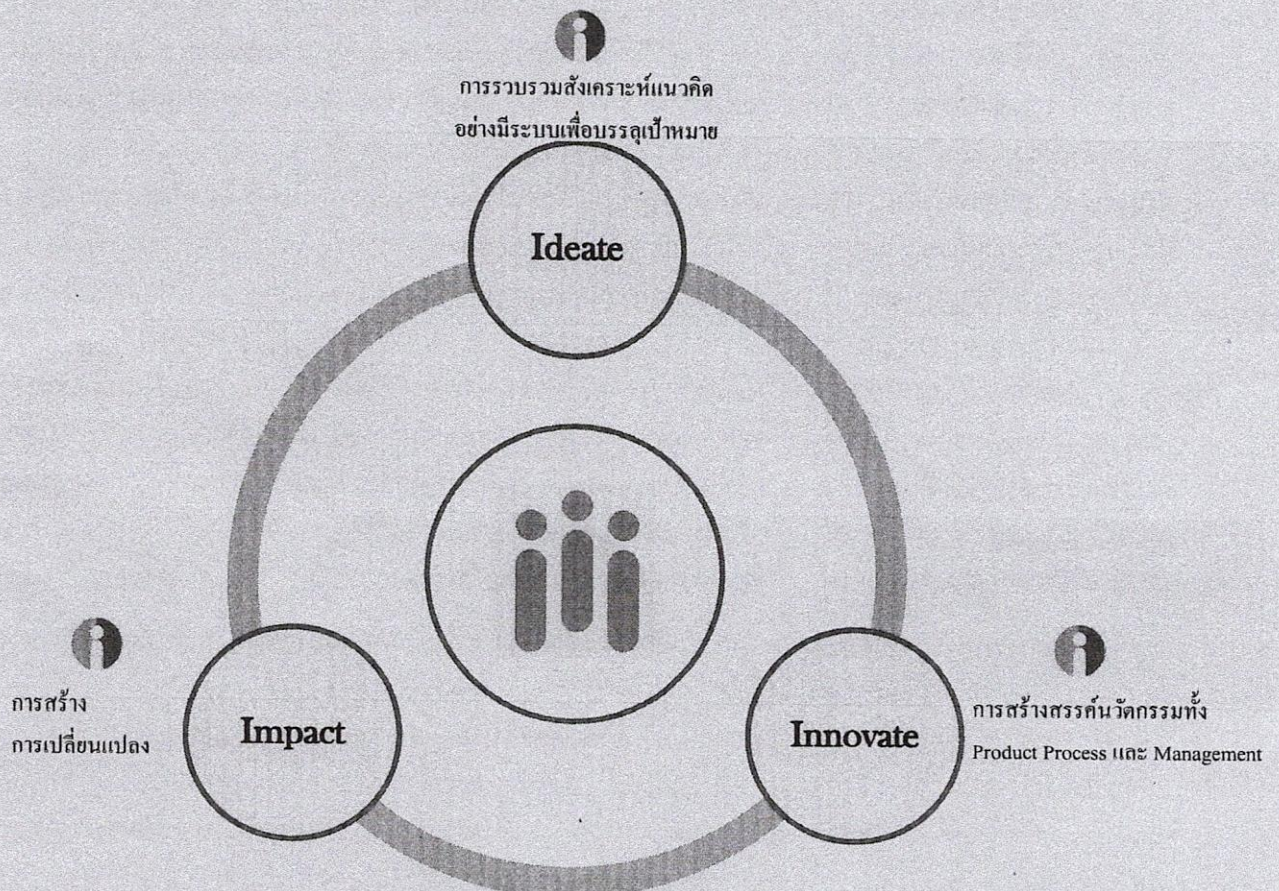 การรวบรวมสังเคราะห์แนวคิด
อย่างมีระบบเพื่อบรรลุเป้าหมาย
Ideate
การสร้าง
การเปลี่ยนแปลง
Impact
Innovate
การสร้างสรรค์นวัตกรรมทั้ง
Product Process และ Management